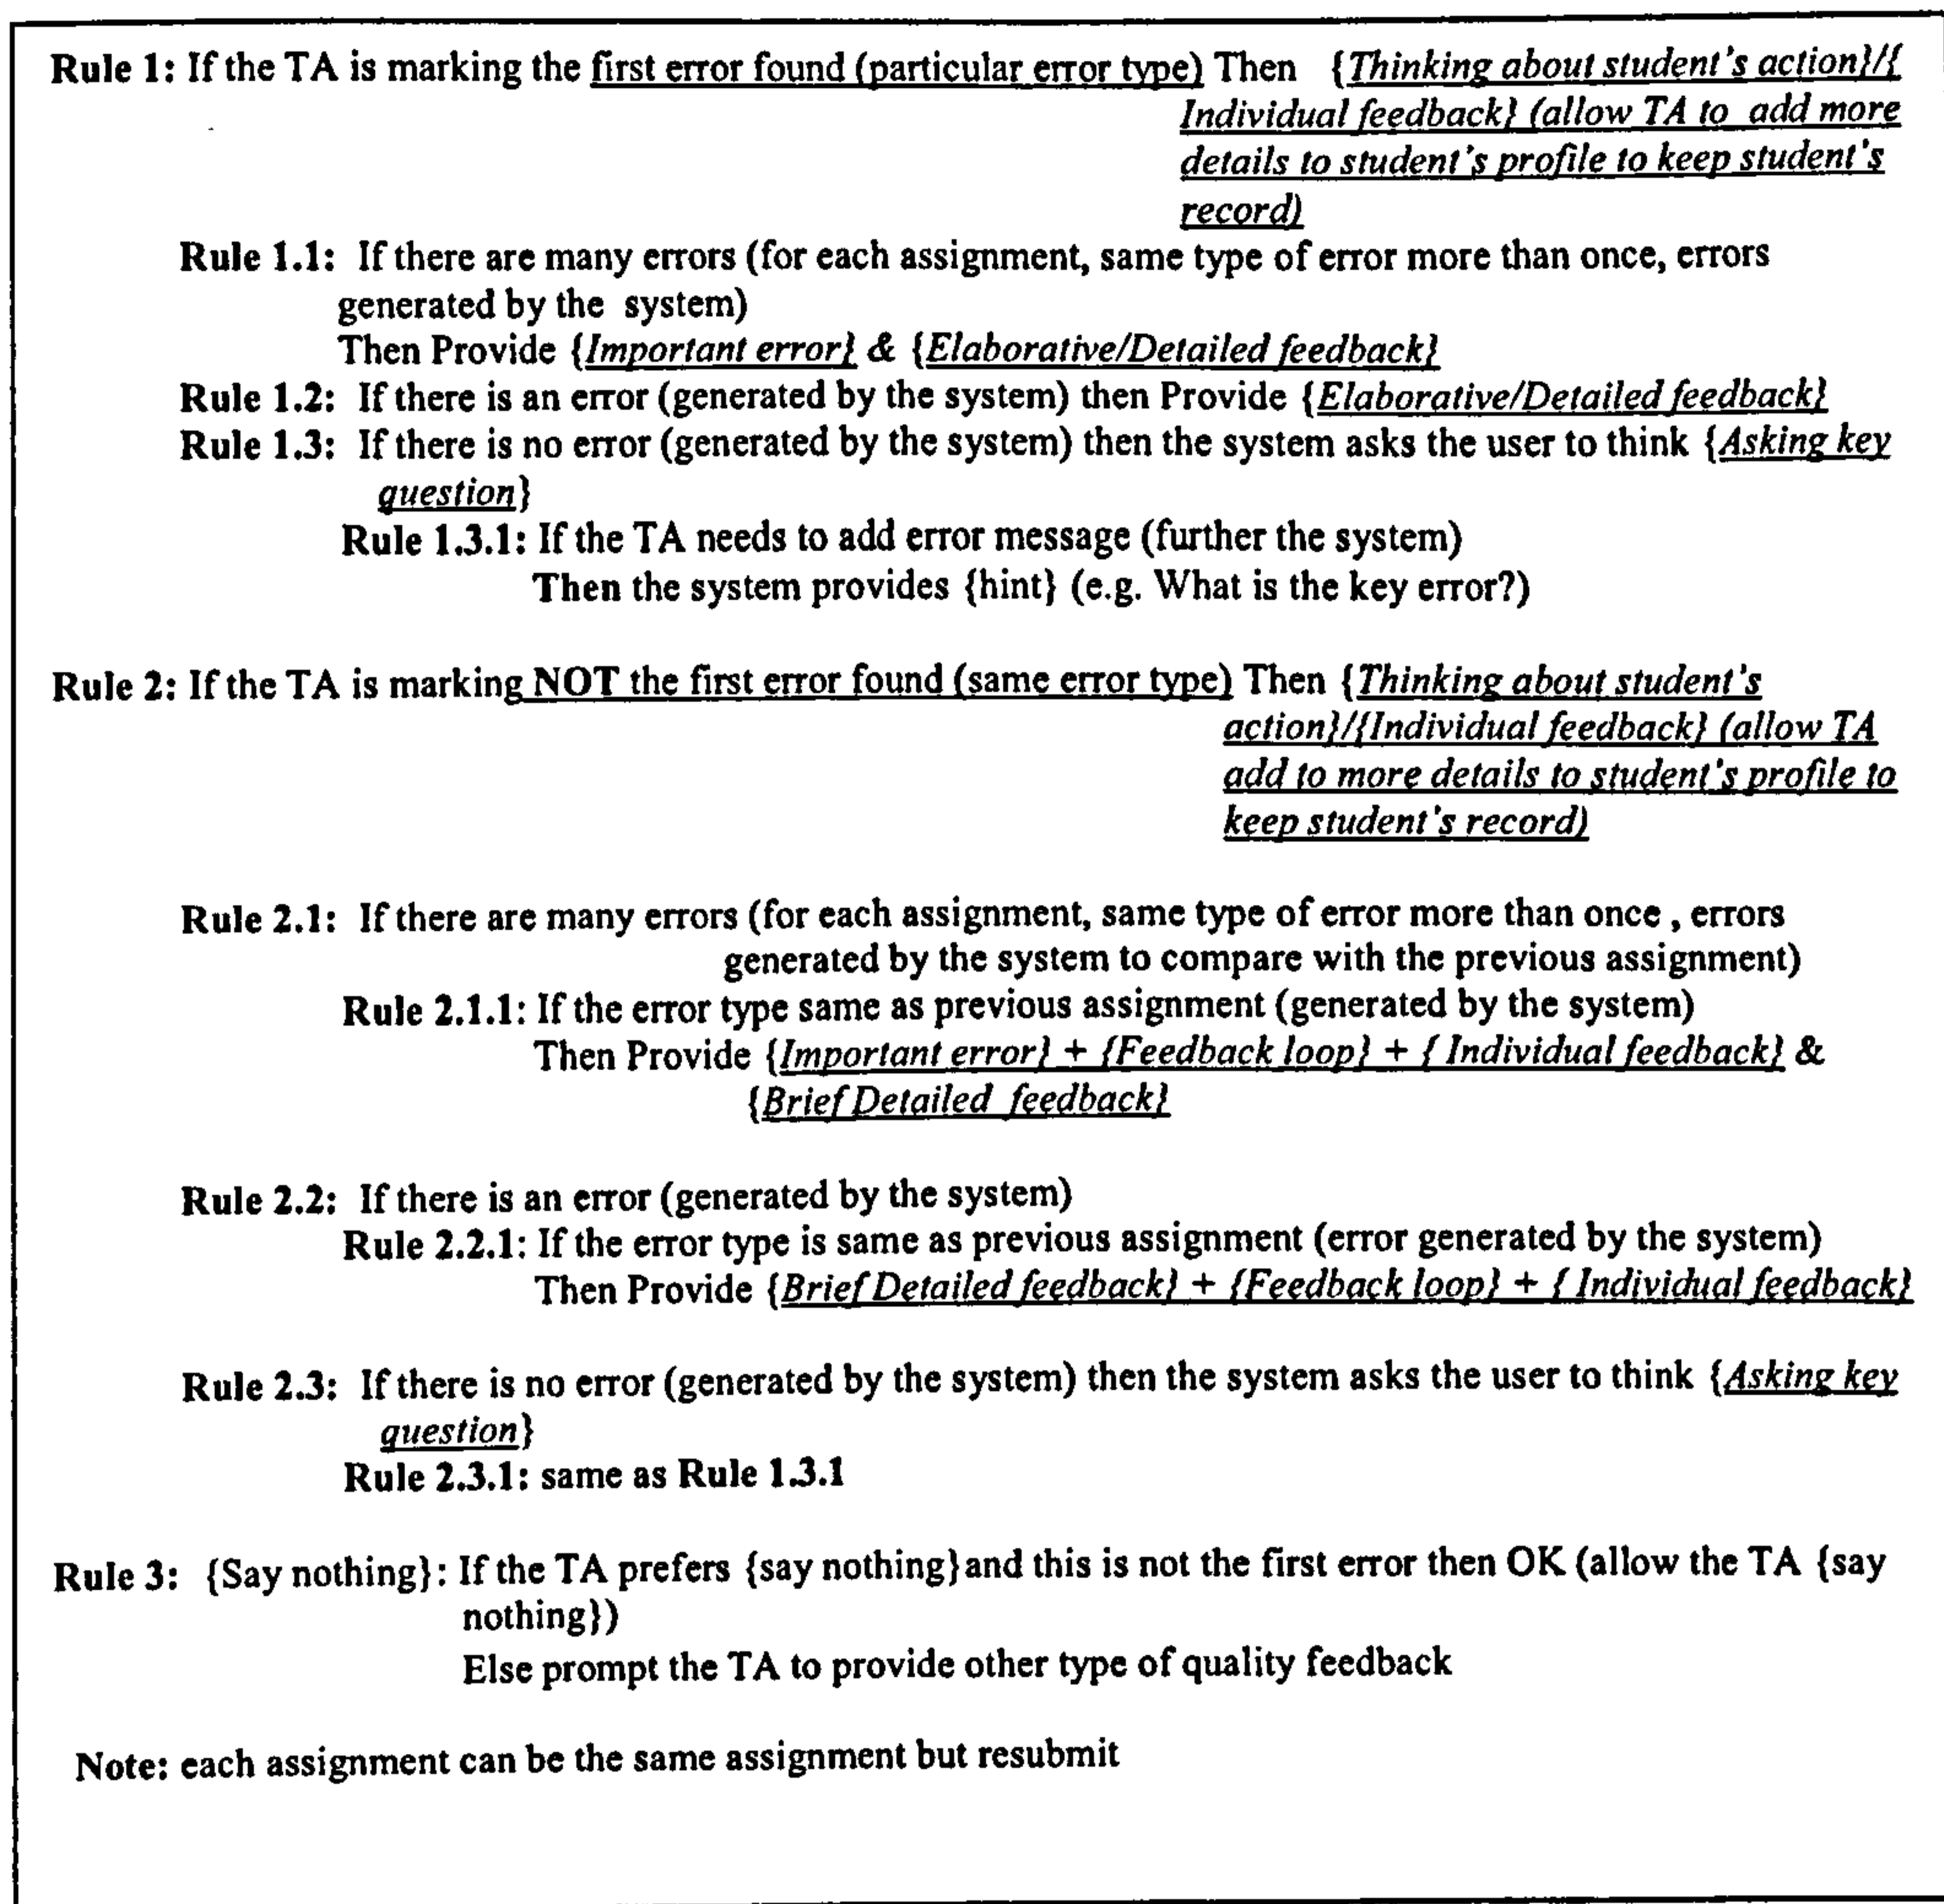 Rule 1: If the TA is marking the first error found (particular error type) Then {Thinking about student's action}/{
Individual feedback} (allow TA to add more
details to student's profile to keep student's
record)
Rule 1.1: If there are many errors (for each assignment, same type of error more than once, errors
generated by the system)
Then Provide {Important error} & {Elaborative/Detailed feedback}
Rule 1.2: If there is an error (generated by the system) then Provide {Elaborative/Detailed feedback}
Rule 1.3: If there is no error (generated by the system) then the system asks the user to think {Asking key
question}
Rule 1.3.1: If the TA needs to add error message (further the system)
Then the system provides {hint} (e.g. What is the key error?)
Rule 2: If the TA is marking NOT the first error found (same error type) Then {Thinking about student's
action}/{Individual feedback} (allow TA
add to more details to student's profile to
keep student's record)
Rule 2.1: If there are many errors (for each assignment, same type of error more than once , errors
generated by the system to compare with the previous assignment)
Rule 2.1.1: If the error type same as previous assignment (generated by the system)
Then Provide {Important error} + {Feedback loop} + { Individual feedback} &
{Brief Detailed feedback}
Rule 2.2: If there is an error (generated by the system)
Rule 2.2.1: If the error type is same as previous assignment (error generated by the system)
Then Provide {Brief Detailed feedback} + {Feedback loop} + { Individual feedback}
Rule 2.3: If there is no error (generated by the system) then the system asks the user to think {Asking key
question}
Rule 2.3.1: same as Rule 1.3.1
Rule 3: {Say nothing}: If the TA prefers {say nothing}and this is not the first error then OK (allow the TA {say
nothing})
Else prompt the TA to provide other type of quality feedback
Note: each assignment can be the same assignment but resubmit